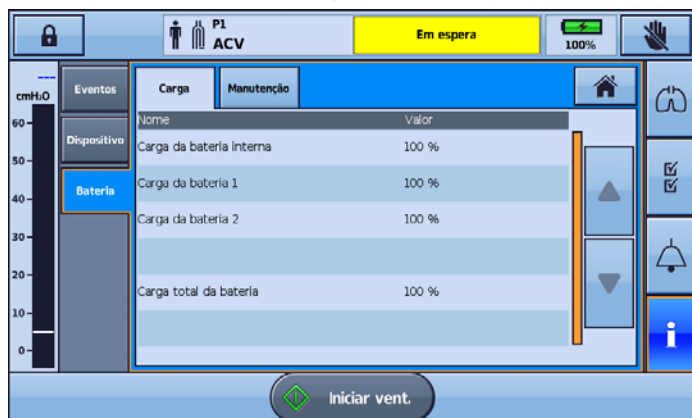 P1
ACV
Em espera
100%
---
cmH₂O
60
50
40
30
20
10
0
Eventos
Dispositivo
Bateria
Carga
Manutenção
Nome Valor
Carga da bateria interna 100 %
Carga da bateria 1 100 %
Carga da bateria 2 100 %
Carga total da bateria 100 %
i
Iniciar vent.